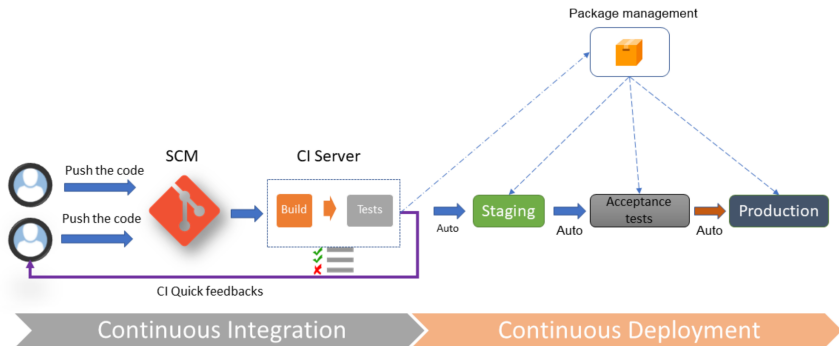 Package management
SCM
CI Server
Push the code
Push the code
Build
Tests
Auto
Staging
Auto
Acceptance
tests
Auto
Production
CI Quick feedbacks
Continuous Integration
Continuous Deployment